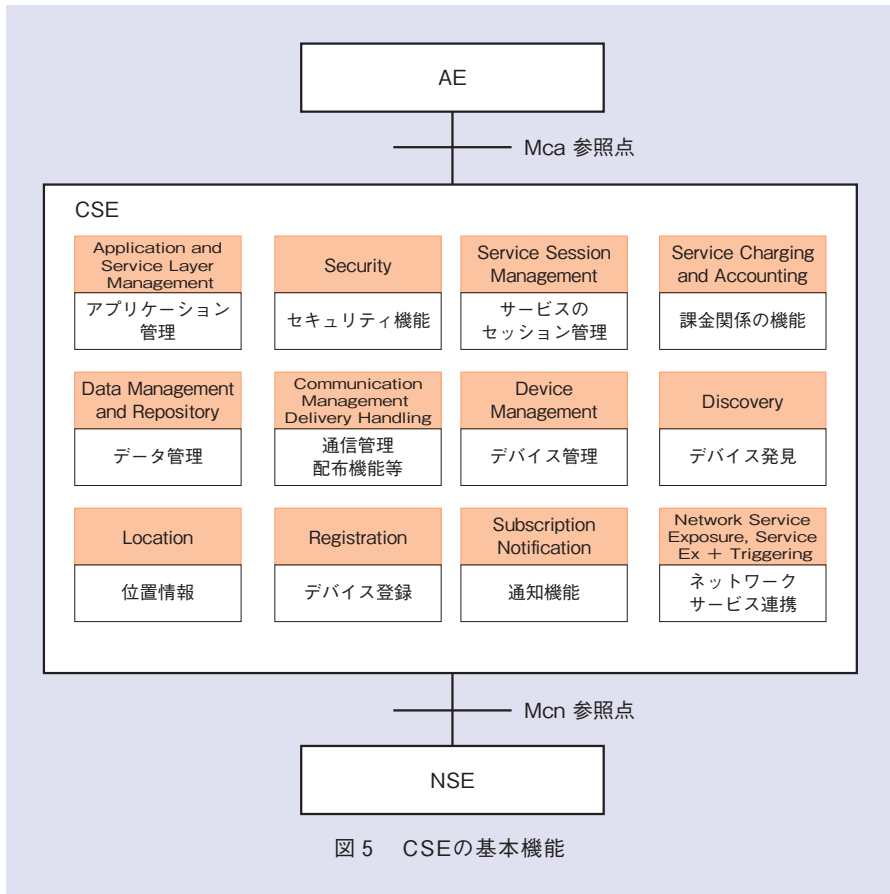 AE
Mca 参照点
CSE
Application and
Service Layer
Management
アプリケーション
管理
Security
セキュリティ機能
Service Session
Management
サービスの
セッション管理
Service Charging
and Accounting
課金関係の機能
Data Management
and Repository
データ管理
Communication
Management
Delivery Handling
通信管理
配布機能等
Device
Management
デバイス管理
Discovery
デバイス発見
Location
位置情報
Registration
デバイス登録
Subscription
Notification
通知機能
Network Service
Exposure, Service
Ex + Triggering
ネットワーク
サービス連携
Mcn 参照点
NSE
図5 CSEの基本機能